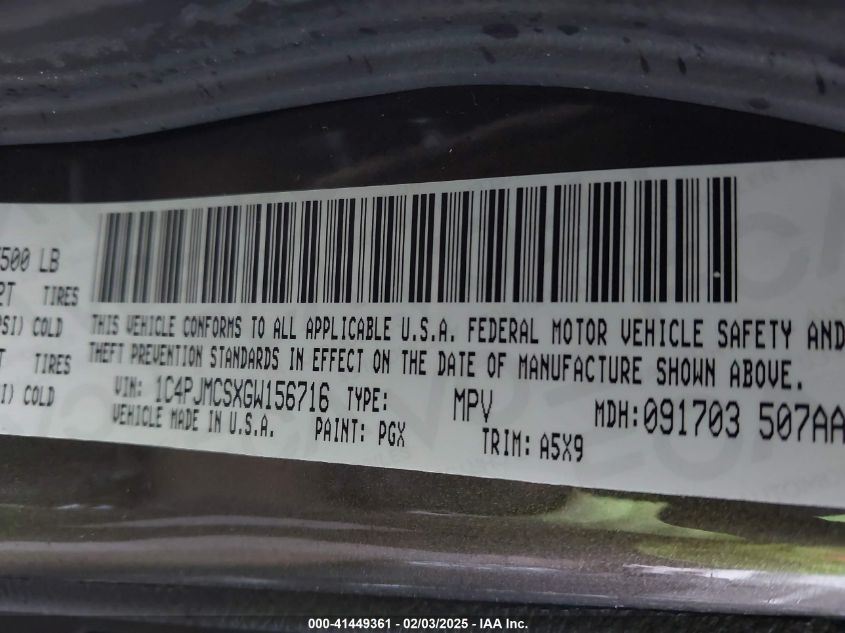 500 LB
2T TIRES
PSI) COLD
T TIRES
I) COLD
THIS VEHICLE CONFORMS TO ALL APPLICABLE U.S.A. FEDERAL MOTOR VEHICLE SAFETY AND
THEFT PREVENTION STANDARDS IN EFFECT ON THE DATE OF MANUFACTURE SHOWN ABOVE.
VIN: 1C4PJMCSXGW156716 TYPE: MPV MDH: 091703 507AA
VEHICLE MADE IN U.S.A. PAINT: PGX TRIM: A5X9
000-41449361 - 02/03/2025 - IAA Inc.